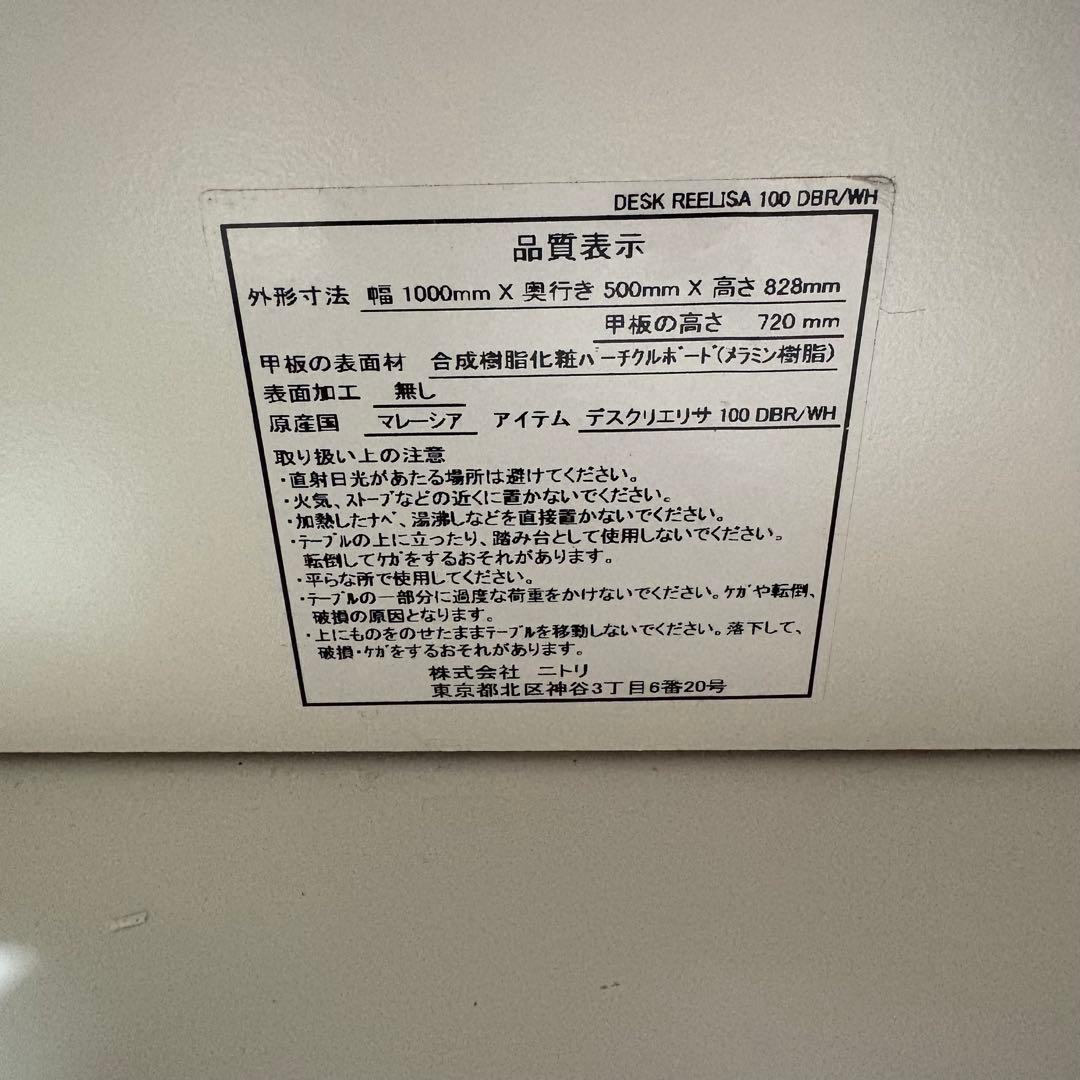 DESK REELISA 100 DBR/WH
品質表示
外形寸法 幅 1000mm X 奥行き 500mm X 高さ 828mm
甲板の高さ 720 mm
甲板の表面材 合成樹脂化粧パーチクルボード(メラミン樹脂)
表面加工 無し
原産国 マレーシア アイテム デスクリエリサ 100 DBR/WH
取り扱い上の注意
・直射日光があたる場所は避けてください。
・火気、ストーブなどの近くに置かないでください。
・加熱したナベ、湯沸しなどを直接置かないでください。
・テーブルの上に立ったり、踏み台として使用しないでください。
転倒してケガをするおそれがあります。
・平らな所で使用してください。
・テーブルの一部分に過度な荷重をかけないでください。ケガや転倒、
破損の原因となります。
・上にものをのせたままテーブルを移動しないでください。落下して、
破損・ケガをするおそれがあります。
株式会社 ニトリ
東京都北区神谷3丁目6番20号